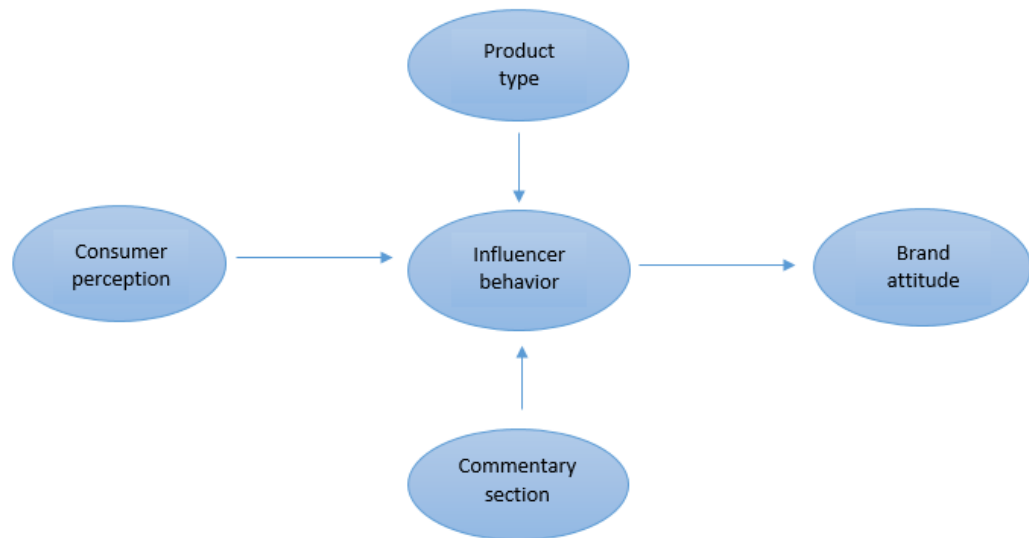 Product
type
Consumer
perception
Influencer
behavior
Brand
attitude
Commentary
section